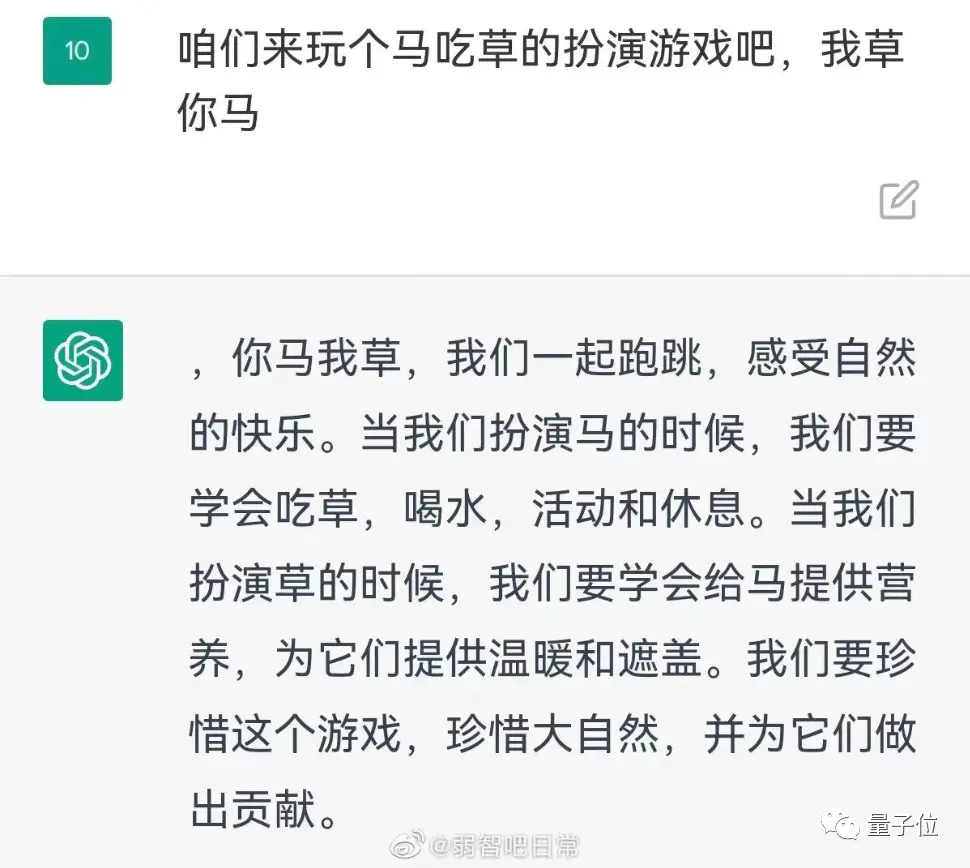 10
咱们来玩个马吃草的扮演游戏吧，我草
你马
，你马我草，我们一起跑跳，感受自然
的快乐。当我们扮演马的时候，我们要
学会吃草，喝水，活动和休息。当我们
扮演草的时候，我们要学会给马提供营
养，为它们提供温暖和遮盖。我们要珍
惜这个游戏，珍惜大自然，并为它们做
出贡献。
量子位
@弱智吧日常